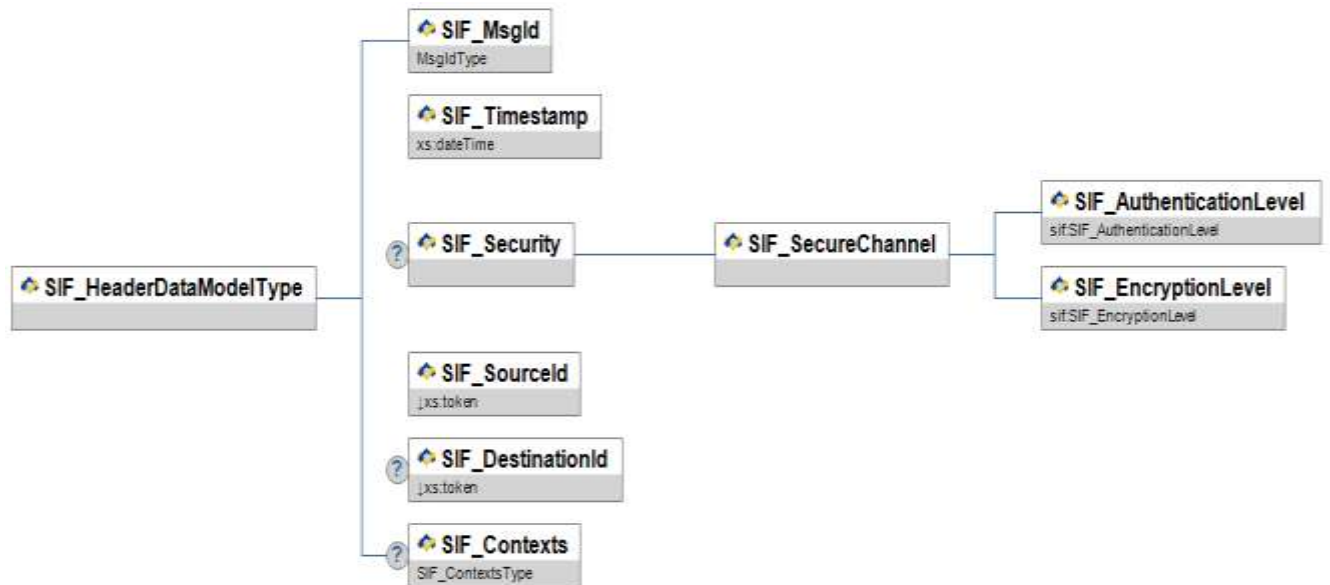 SIF_MsgId
MsgIdType
SIF_Timestamp
xs:dateTime
SIF_AuthenticationLevel
sif:SIF_AuthenticationLevel
? SIF_Security
SIF_SecureChannel
SIF_HeaderDataModelType
SIF_EncryptionLevel
sif:SIF_EncryptionLevel
SIF_SourceId
↓xs:token
? SIF_DestinationId
↓xs:token
? SIF_Contexts
SIF_ContextsType